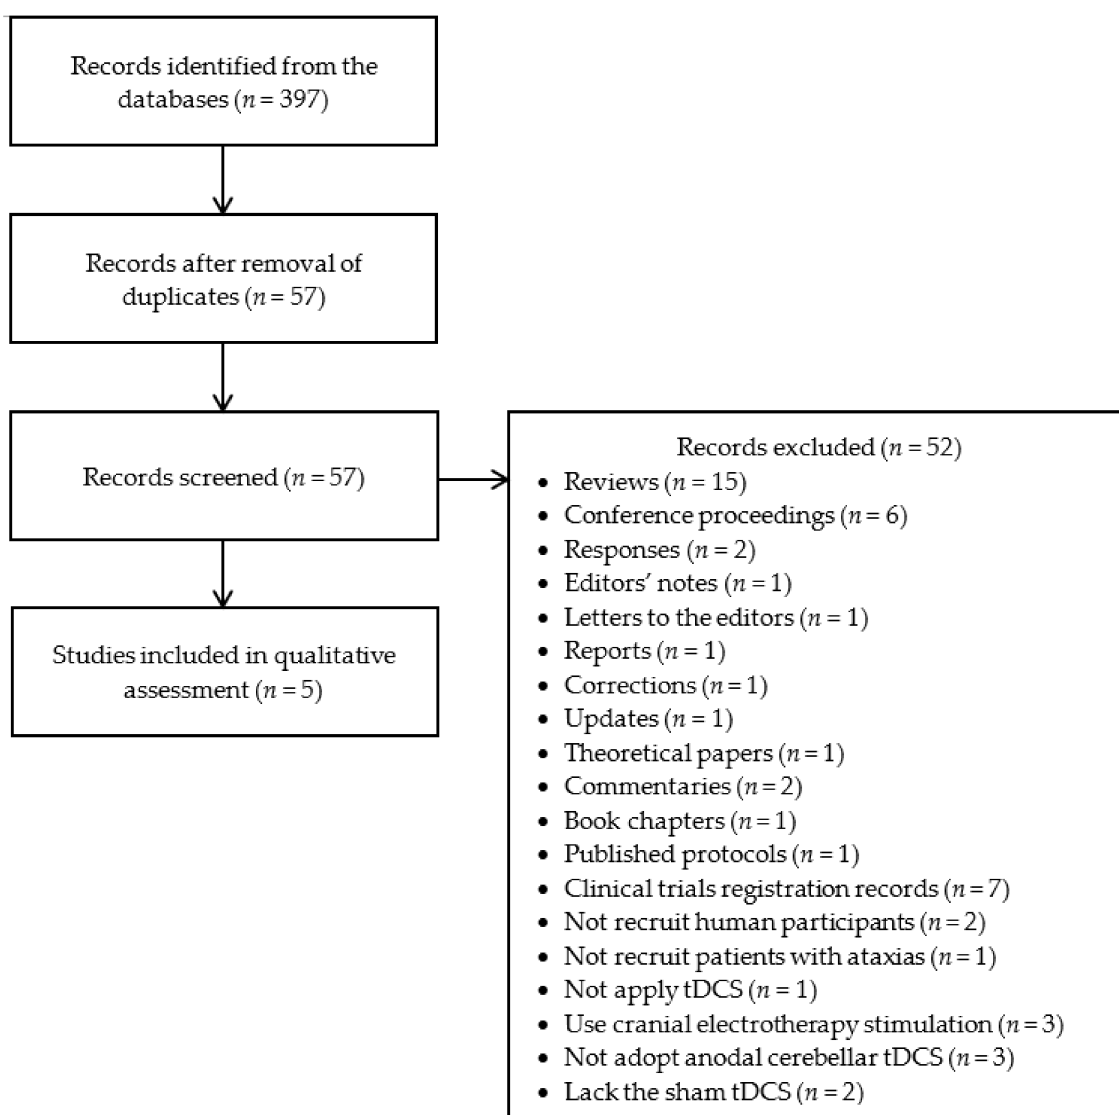 Records identified from the
databases (n = 397)
Records after removal of
duplicates (n = 57)
Records screened (n = 57)
Studies included in qualitative
assessment (n = 5)
Records excluded (n = 52)
• Reviews (n = 15)
• Conference proceedings (n = 6)
• Responses (n = 2)
• Editors’ notes (n = 1)
• Letters to the editors (n = 1)
• Reports (n = 1)
• Corrections (n = 1)
• Updates (n = 1)
• Theoretical papers (n = 1)
• Commentaries (n = 2)
• Book chapters (n = 1)
• Published protocols (n = 1)
• Clinical trials registration records (n = 7)
• Not recruit human participants (n = 2)
• Not recruit patients with ataxias (n = 1)
• Not apply tDCS (n = 1)
• Use cranial electrotherapy stimulation (n = 3)
• Not adopt anodal cerebellar tDCS (n = 3)
• Lack the sham tDCS (n = 2)